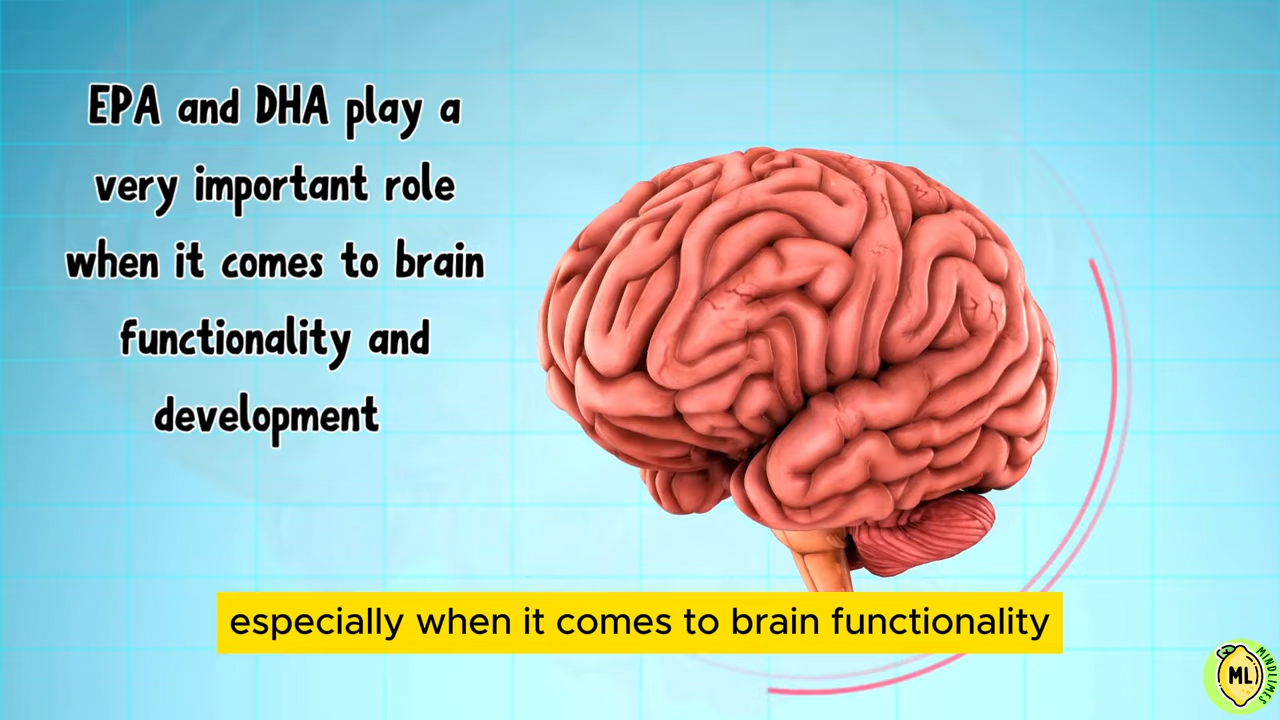 EPA and DHA play a
very important role
when it comes to brain
functionality and
development
especially when it comes to brain functionality
ML
MINDLIMES